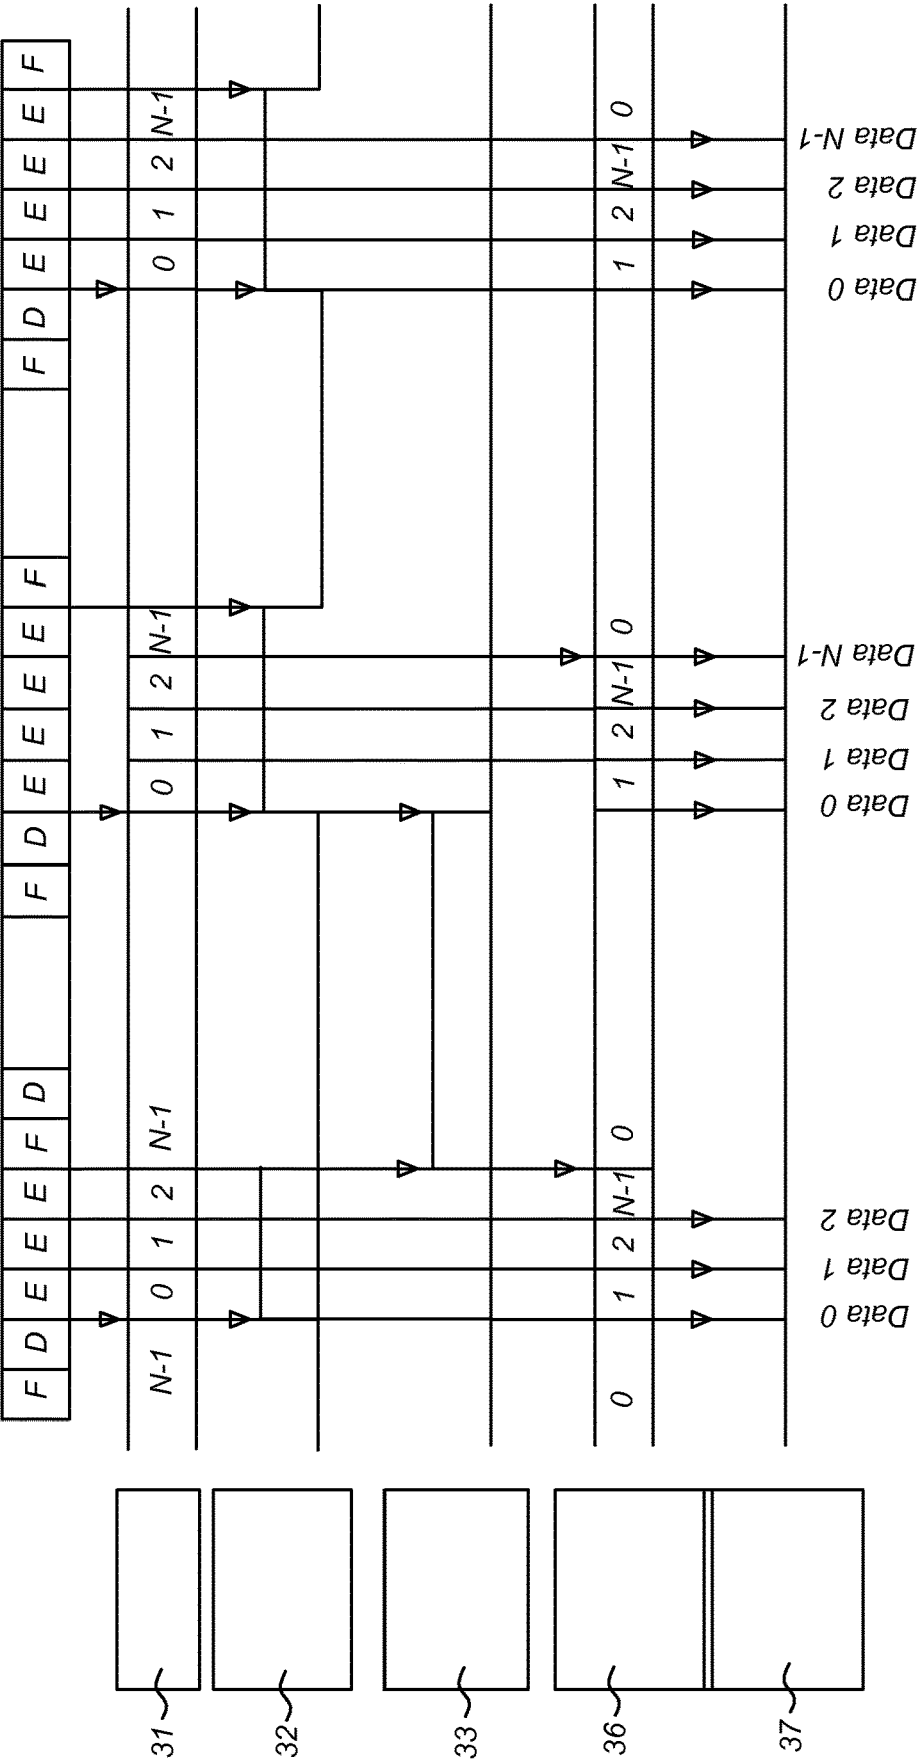 F D E E E F D F D E E E E F F D E E E E F
31 N-1 0 1 2 N-1 0 1 2 N-1 0 1 2 N-1
32
33
36 0 1 2 N-1 0 1 2 N-1 0 1 2 N-1 0
37
Data 0
Data 1
Data 2
Data 0
Data 1
Data 2
Data N-1
Data 0
Data 1
Data 2
Data N-1